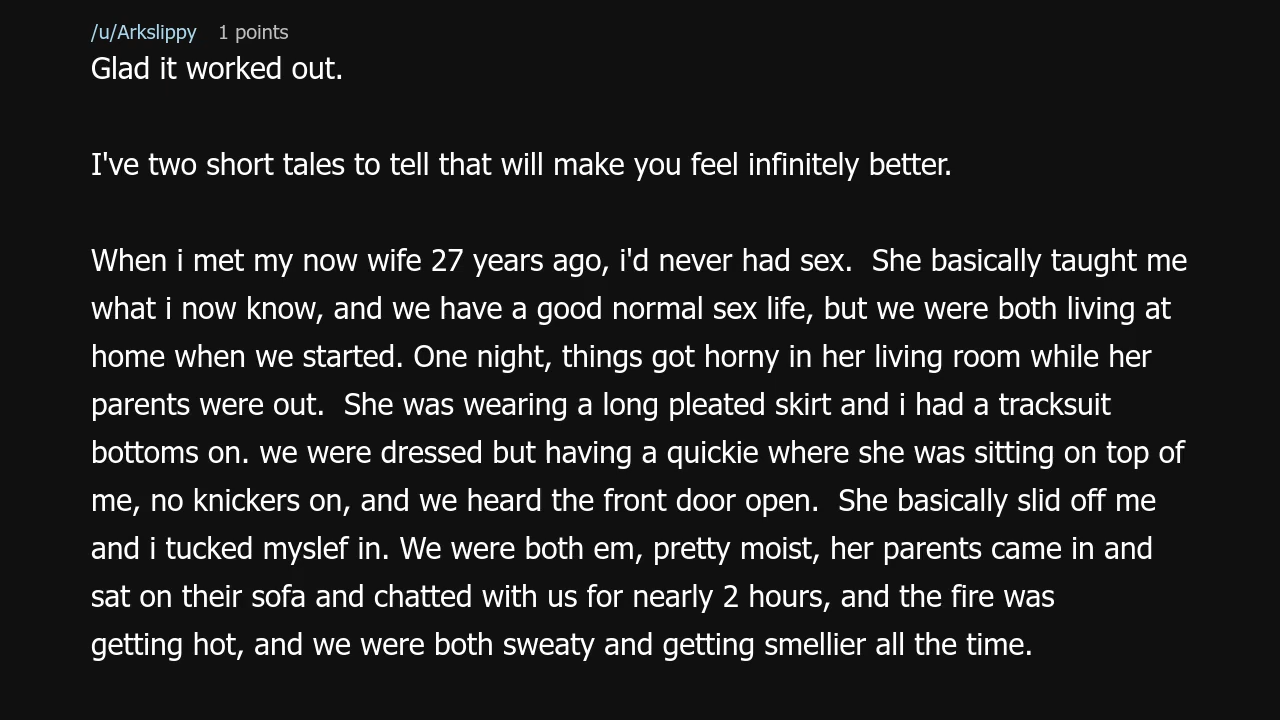 /u/Arkslippy 1 points
Glad it worked out.
I've two short tales to tell that will make you feel infinitely better.
When i met my now wife 27 years ago, i'd never had sex.  She basically taught me
what i now know, and we have a good normal sex life, but we were both living at
home when we started. One night, things got horny in her living room while her
parents were out.  She was wearing a long pleated skirt and i had a tracksuit
bottoms on. we were dressed but having a quickie where she was sitting on top of
me, no knickers on, and we heard the front door open.  She basically slid off me
and i tucked myslef in. We were both em, pretty moist, her parents came in and
sat on their sofa and chatted with us for nearly 2 hours, and the fire was
getting hot, and we were both sweaty and getting smellier all the time.